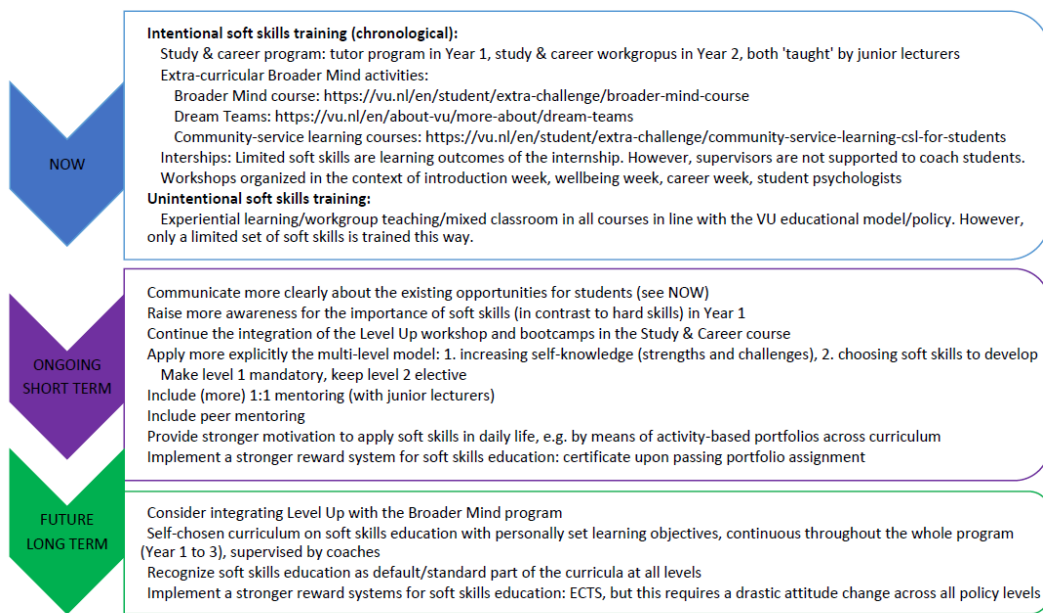 NOW
Intentional soft skills training (chronological):
Study & career program: tutor program in Year 1, study & career workgropus in Year 2, both 'taught' by junior lecturers
Extra-curricular Broader Mind activities:
Broader Mind course: https://vu.nl/en/student/extra-challenge/broader-mind-course
Dream Teams: https://vu.nl/en/about-vu/more-about/dream-teams
Community-service learning courses: https://vu.nl/en/student/extra-challenge/community-service-learning-csl-for-students
Interships: Limited soft skills are learning outcomes of the internship. However, supervisors are not supported to coach students.
Workshops organized in the context of introduction week, wellbeing week, career week, student psychologists
Unintentional soft skills training:
Experiential learning/workgroup teaching/mixed classroom in all courses in line with the VU educational model/policy. However,
only a limited set of soft skills is trained this way.
ONGOING
SHORT TERM
Communicate more clearly about the existing opportunities for students (see NOW)
Raise more awareness for the importance of soft skills (in contrast to hard skills) in Year 1
Continue the integration of the Level Up workshop and bootcamps in the Study & Career course
Apply more explicitly the multi-level model: 1. increasing self-knowledge (strengths and challenges), 2. choosing soft skills to develop
Make level 1 mandatory, keep level 2 elective
Include (more) 1:1 mentoring (with junior lecturers)
Include peer mentoring
Provide stronger motivation to apply soft skills in daily life, e.g. by means of activity-based portfolios across curriculum
Implement a stronger reward system for soft skills education: certificate upon passing portfolio assignment
FUTURE
LONG TERM
Consider integrating Level Up with the Broader Mind program
Self-chosen curriculum on soft skills education with personally set learning objectives, continuous throughout the whole program
(Year 1 to 3), supervised by coaches
Recognize soft skills education as default/standard part of the curricula at all levels
Implement a stronger reward systems for soft skills education: ECTS, but this requires a drastic attitude change across all policy levels